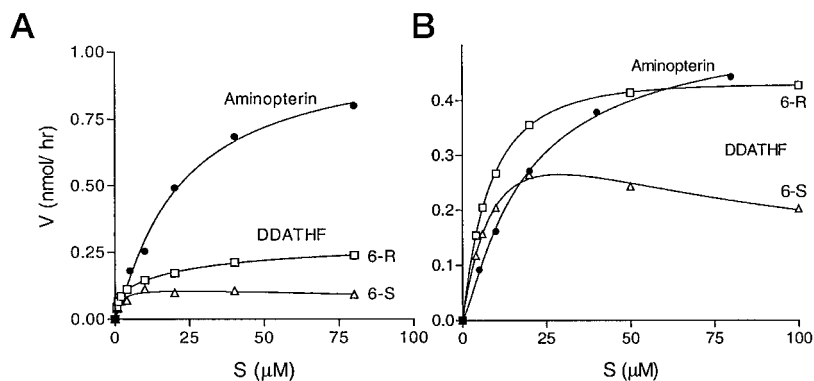 A
1.00
0.75
0.50
0.25
0.00
V (nmol/ hr)
Aminopterin
DDATHF
6-R
6-S
0 25 50 75 100
S (µM)
B
0.4
0.3
0.2
0.1
0.0
Aminopterin
6-R
DDATHF
6-S
0 25 50 75 100
S (µM)